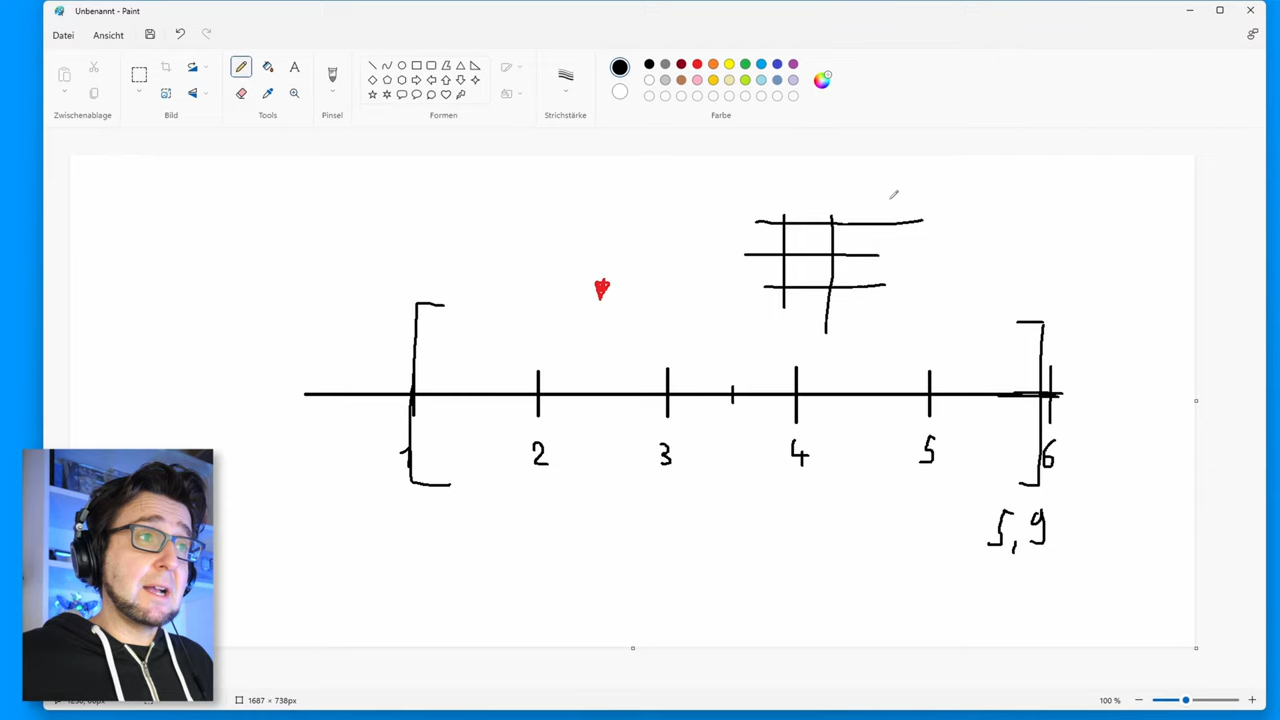 Unbenannt - Paint
Datei Ansicht
Zwischenablage Bild Tools Pinsel Formen Strichstärke Farbe
1 2 3 4 5 6
5,9
1687 × 738px
100 %